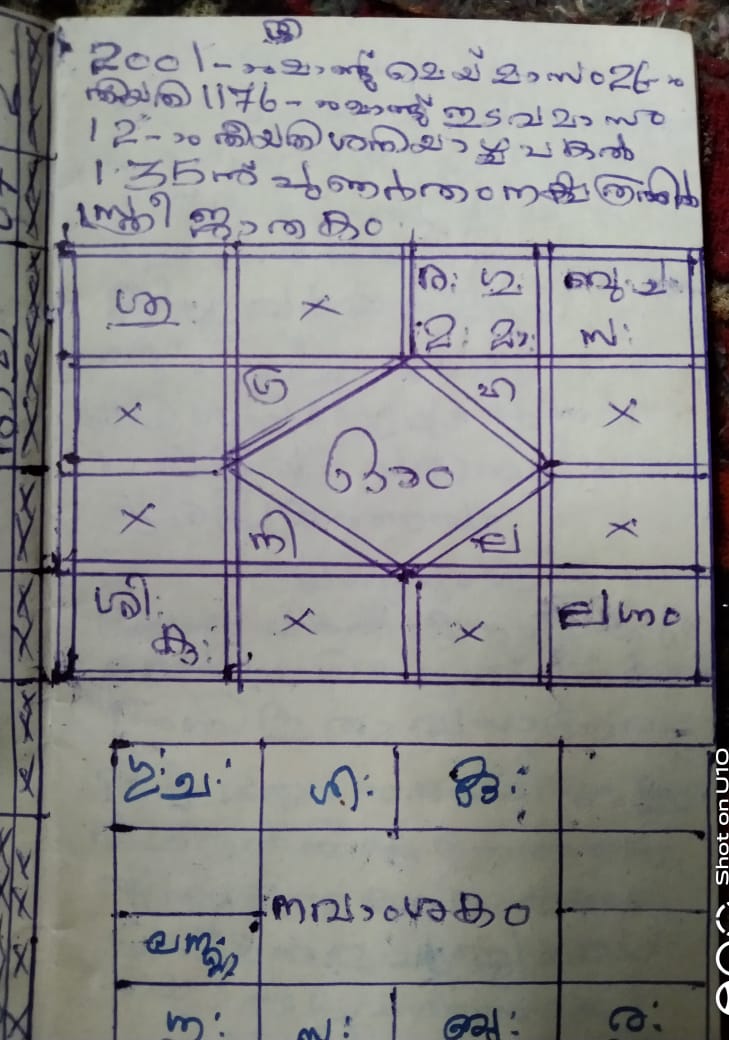 ശ്രീ
2001-ാംമാണ്ട് മെയ് മാസം 26-ാം
തീയതി 1176-ാംമാണ്ട് ഇടവമാസം
12-ാം തീയതി ശനിയാഴ്ച പകൽ
1.35ന് പുണർതം നക്ഷത്രത്തിൽ
സ്ത്രീ ജാതകം
ശു: × ര: ഗു: ബു: ച:
മ: മാ: സ:
× ഗ്ര ഹ ×
ഓം
× നി ല ×
ശി: കു: × × ലഗ്നം
ഗു: ച: ശി: കു:
നവാംശകം
ലഗ്നം
മ: സ: ര:
Shot on U10